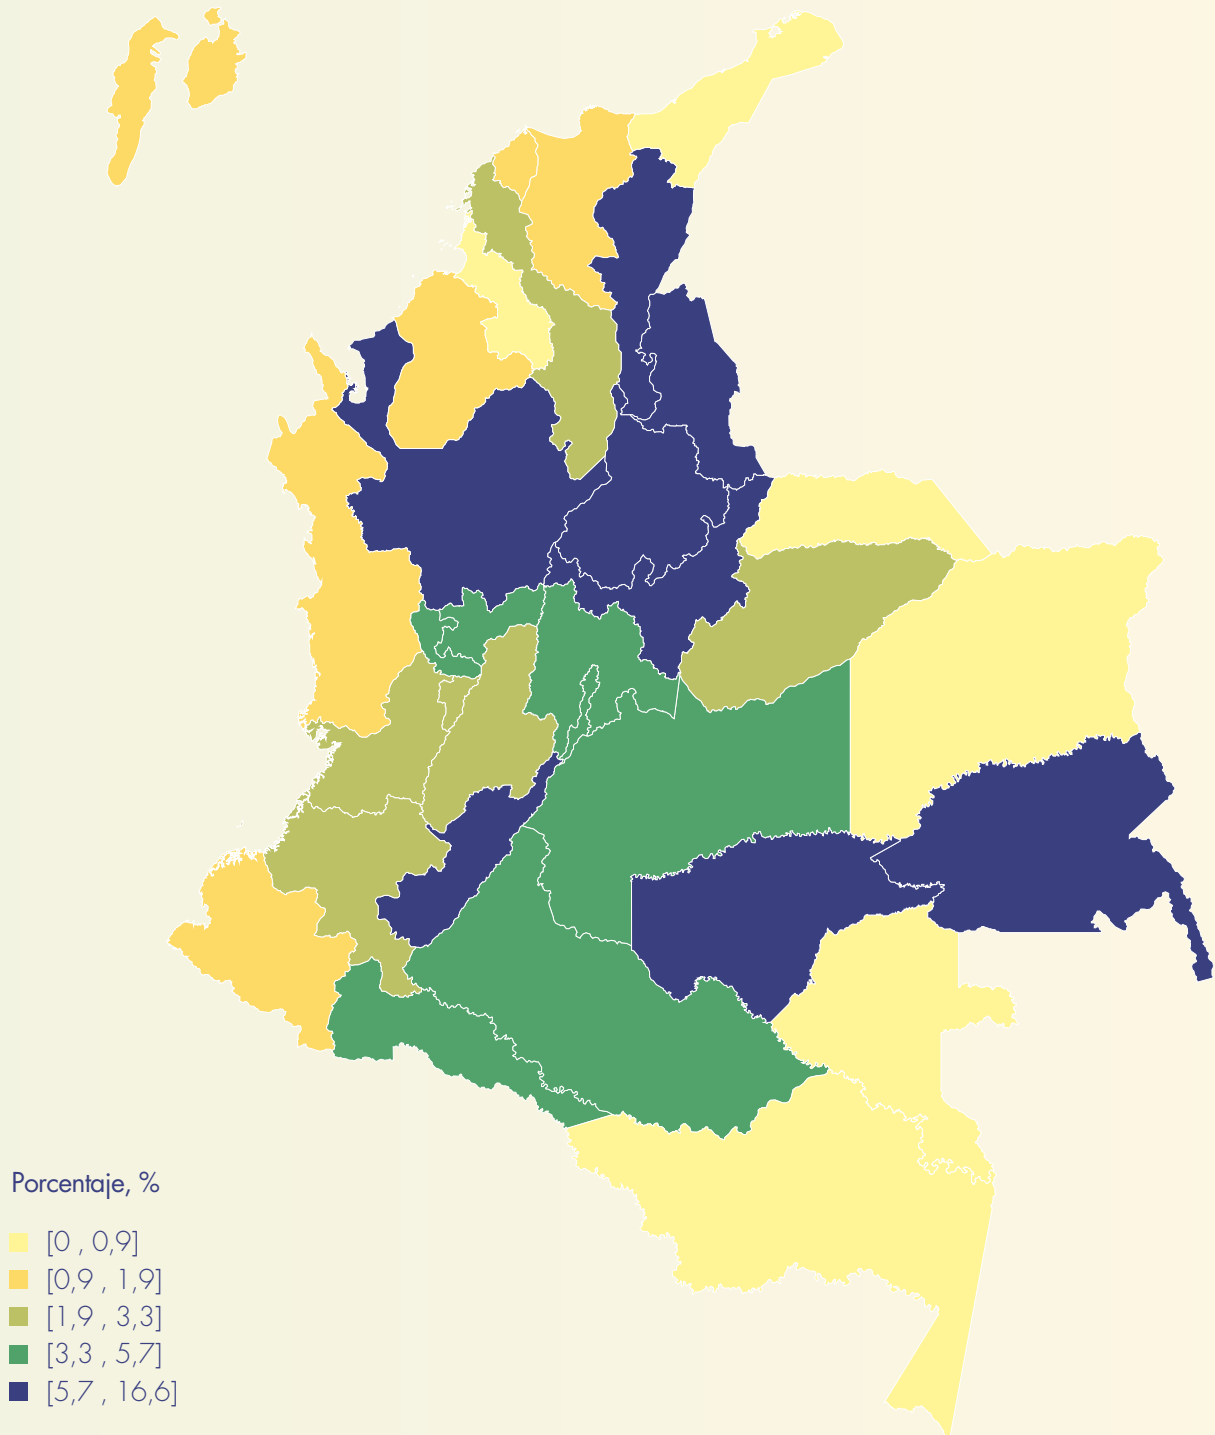 Porcentaje, %
[0 , 0,9]
[0,9 , 1,9]
[1,9 , 3,3]
[3,3 , 5,7]
[5,7 , 16,6]